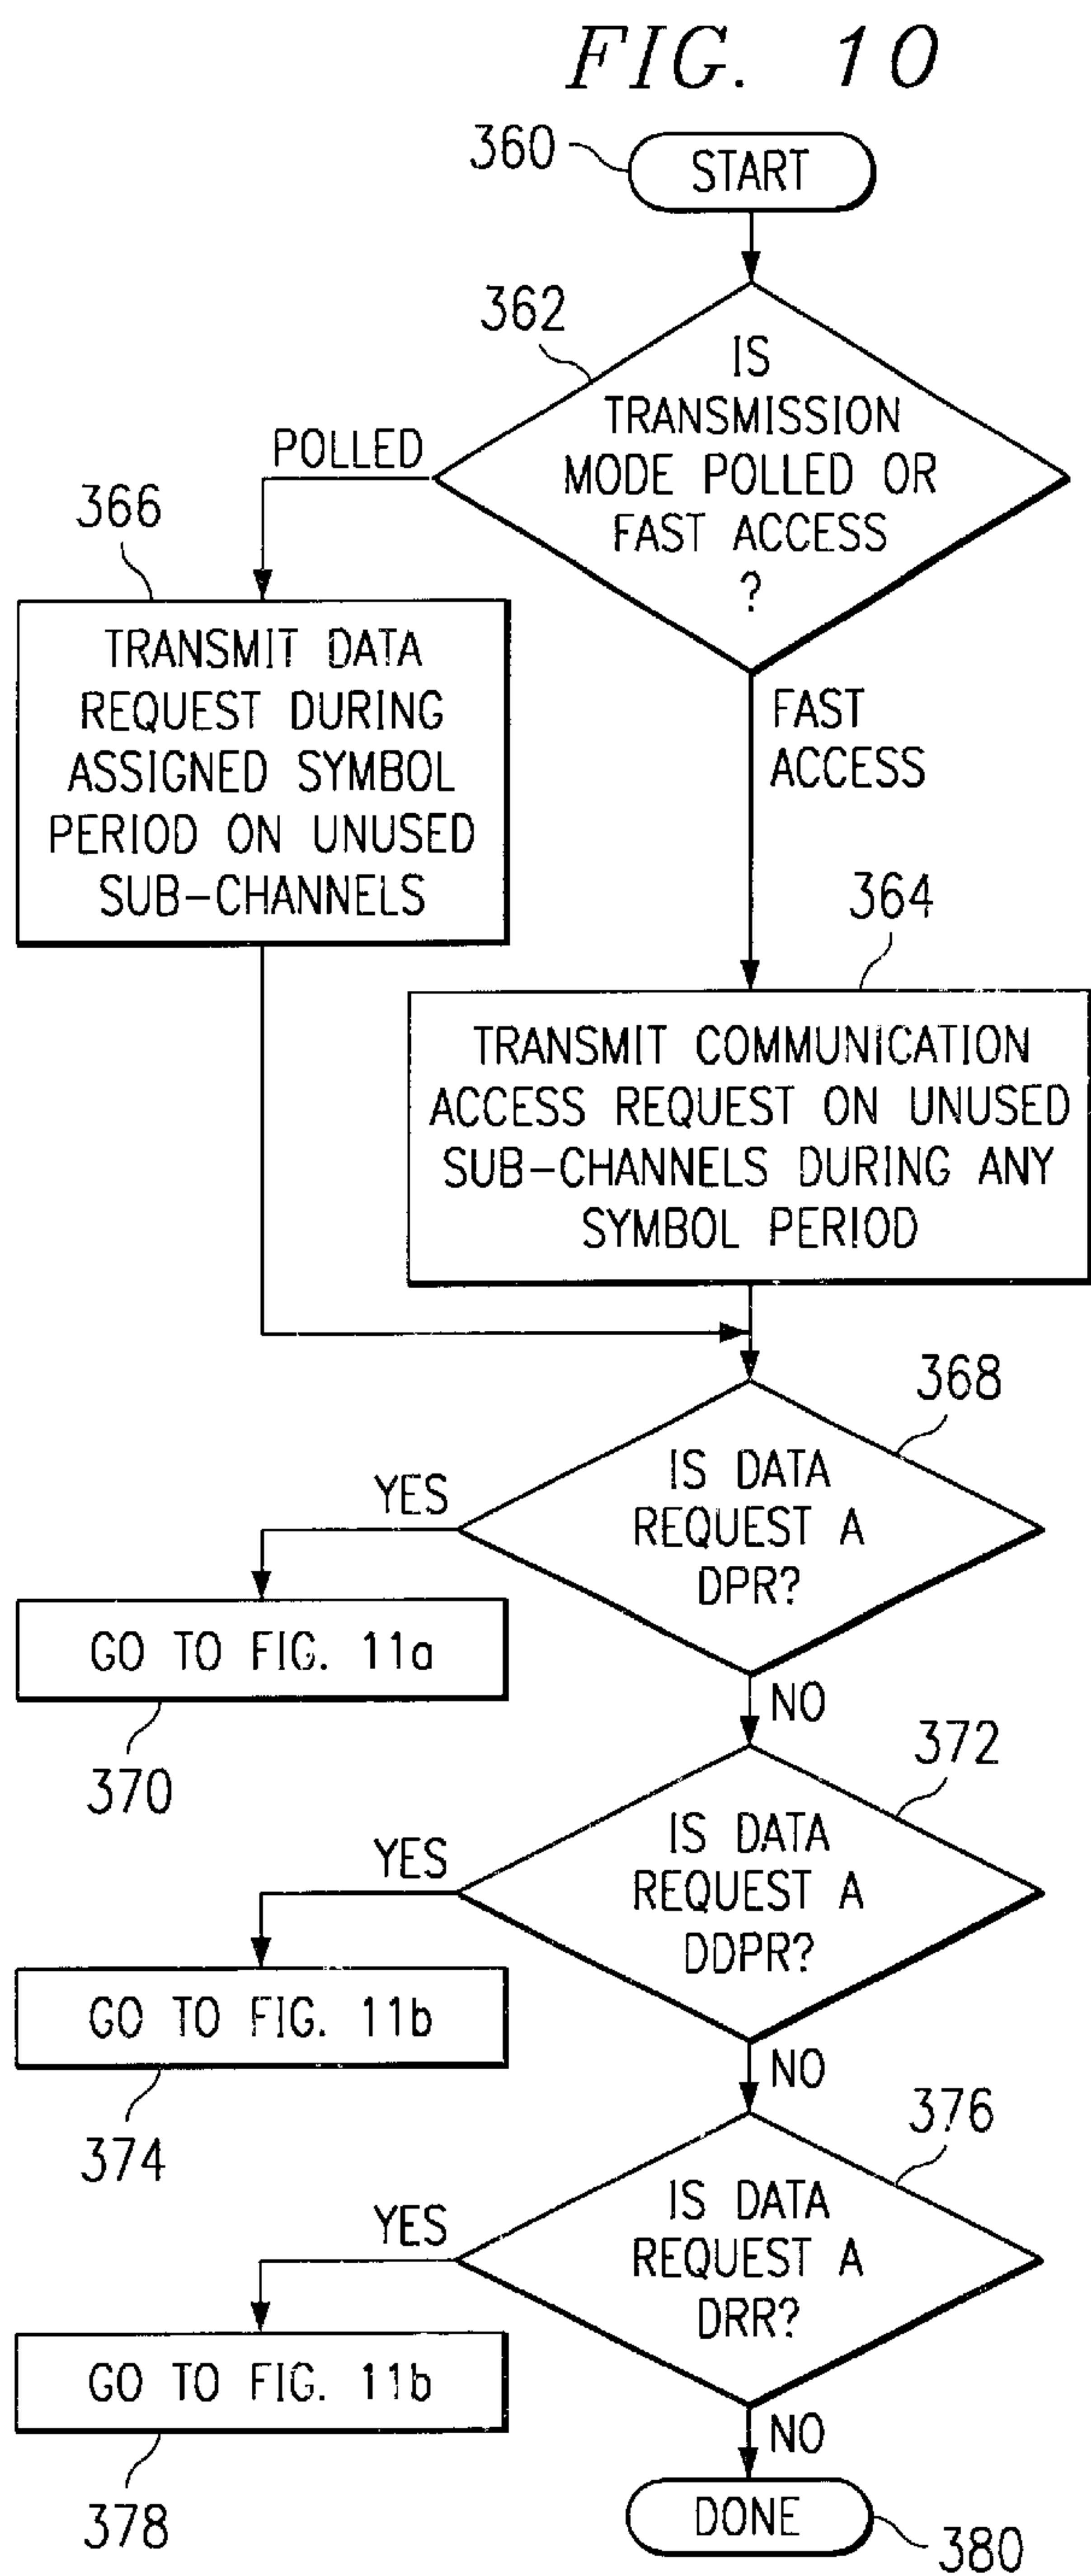 FIG. 10
360
START
362
IS
TRANSMISSION
MODE POLLED OR
FAST ACCESS
?
POLLED
366
TRANSMIT DATA
REQUEST DURING
ASSIGNED SYMBOL
PERIOD ON UNUSED
SUB-CHANNELS
FAST
ACCESS
364
TRANSMIT COMMUNICATION
ACCESS REQUEST ON UNUSED
SUB-CHANNELS DURING ANY
SYMBOL PERIOD
368
IS DATA
REQUEST A
DPR?
YES
GO TO FIG. 11a
370
NO
372
IS DATA
REQUEST A
DDPR?
YES
GO TO FIG. 11b
374
NO
376
IS DATA
REQUEST A
DRR?
YES
GO TO FIG. 11b
378
NO
DONE
380